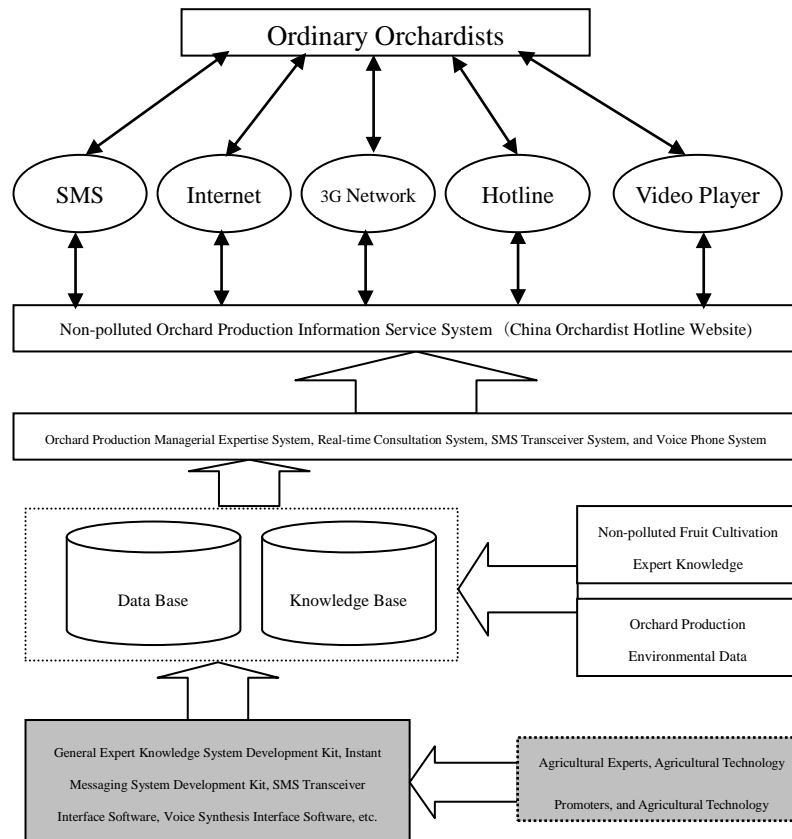 Ordinary Orchardists
SMS
Internet
3G Network
Hotline
Video Player
Non-polluted Orchard Production Information Service System（China Orchardist Hotline Website)
Orchard Production Managerial Expertise System, Real-time Consultation System, SMS Transceiver System, and Voice Phone System
Data Base
Knowledge Base
Non-polluted Fruit Cultivation
Expert Knowledge
Orchard Production
Environmental Data
General Expert Knowledge System Development Kit, Instant
Messaging System Development Kit, SMS Transceiver
Interface Software, Voice Synthesis Interface Software, etc.
Agricultural Experts, Agricultural Technology
Promoters, and Agricultural Technology